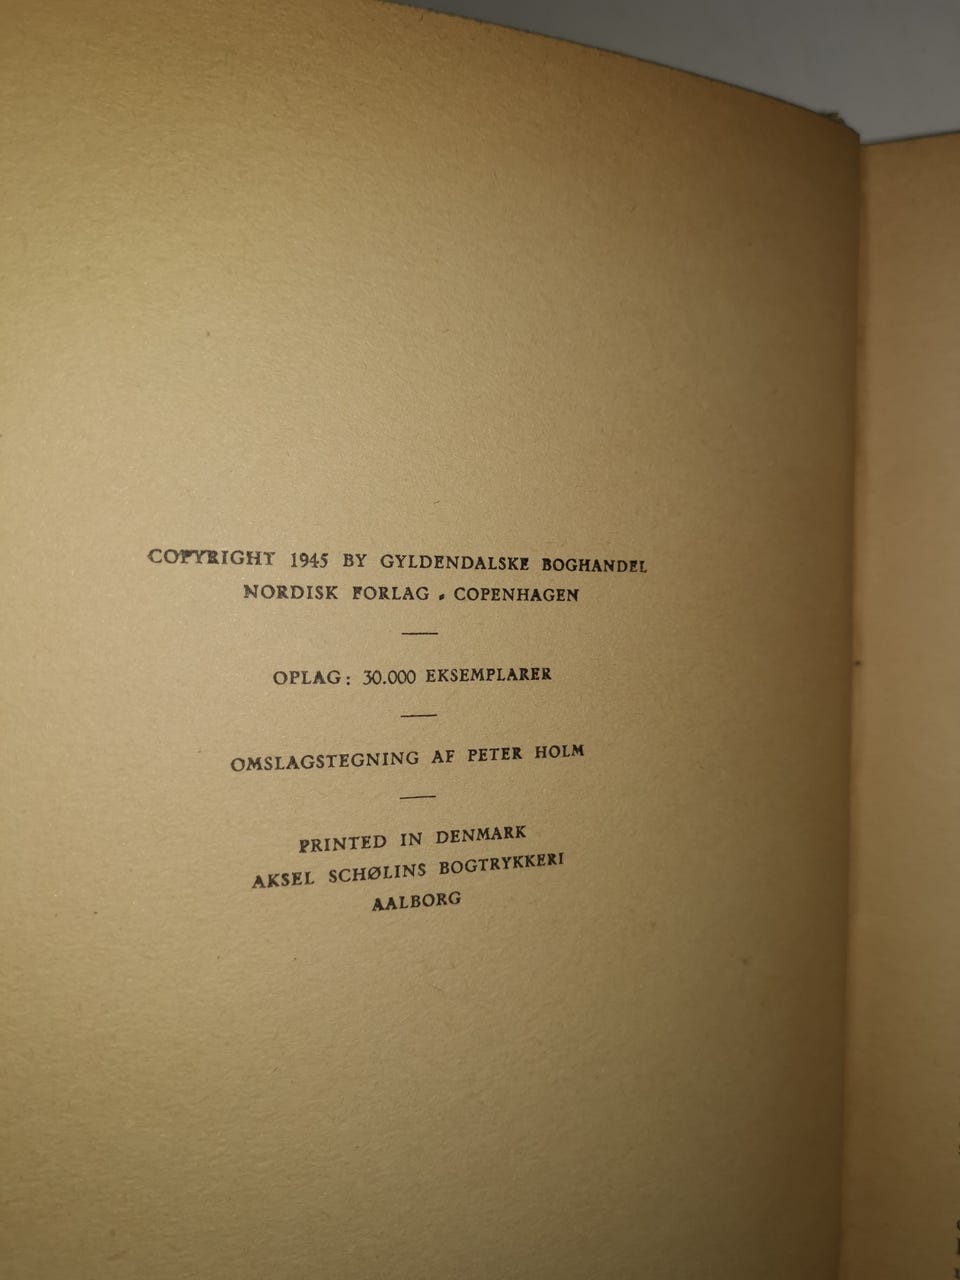 COPYRIGHT 1945 BY GYLDENDALSKE BOGHANDEL
NORDISK FORLAG . COPENHAGEN
OPLAG: 30.000 EKSEMPLARER
OMSLAGSTEGNING AF PETER HOLM
PRINTED IN DENMARK
AKSEL SCHØLINS BOGTRYKKERI
AALBORG